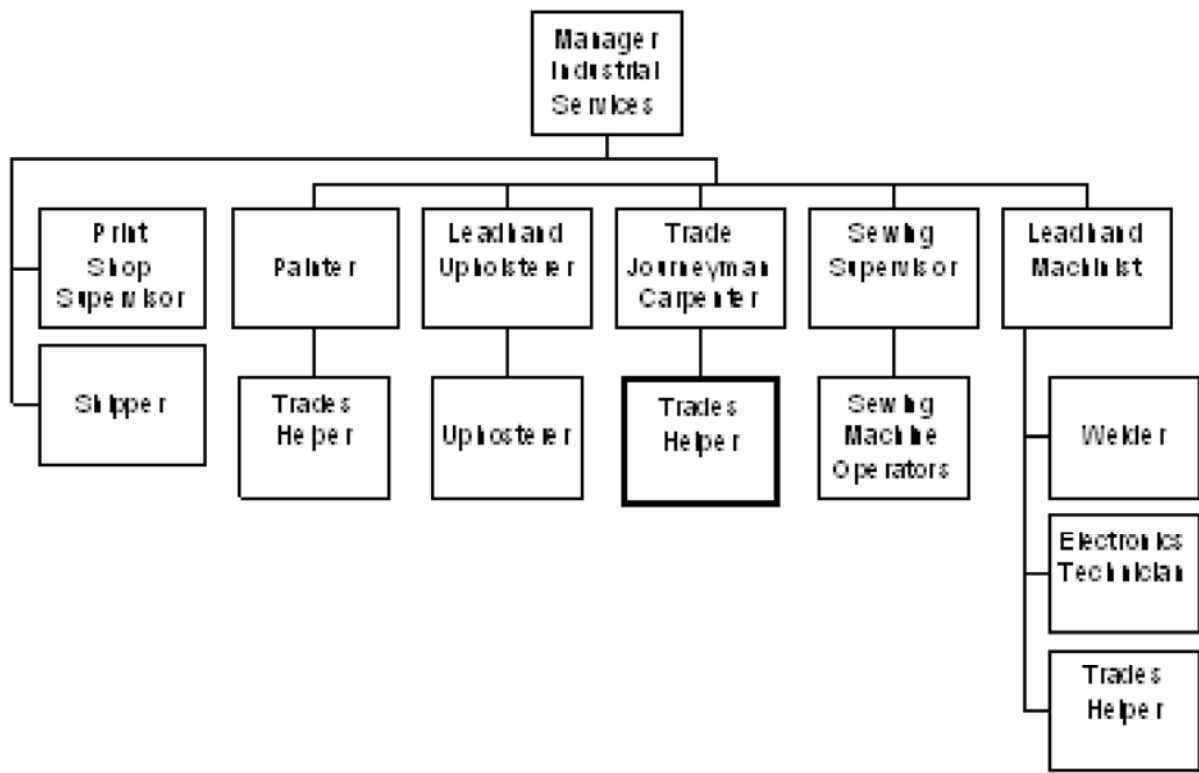 Manager
Industrial
Services
Print
Shop
Supervisor
Painter
Leadhand
Upholsterer
Trade
Journeyman
Carpenter
Sewing
Supervisor
Leadhand
Machinist
Shipper
Trades
Helper
Uphosterer
Trades
Helper
Sewing
Machine
Operators
Welder
Electronics
Technician
Trades
Helper